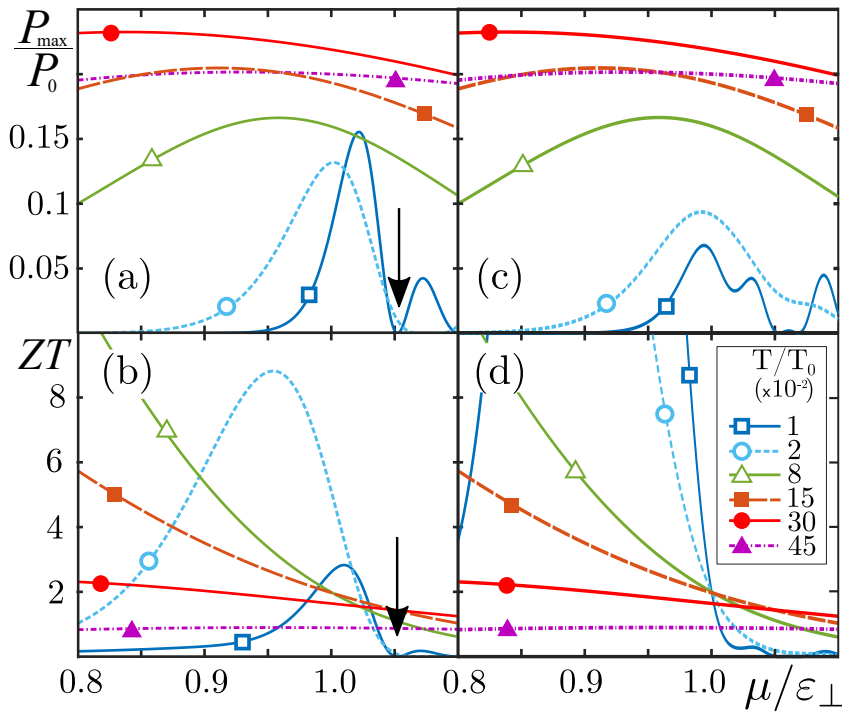 P_max
P_0
0.15
0.1
0.05
(a)
(c)
ZT
8
6
4
2
(b)
(d)
T/T_0
(x10^-2)
1
2
8
15
30
45
0.8
0.9
1.0
0.8
0.9
1.0
μ/ε_⊥